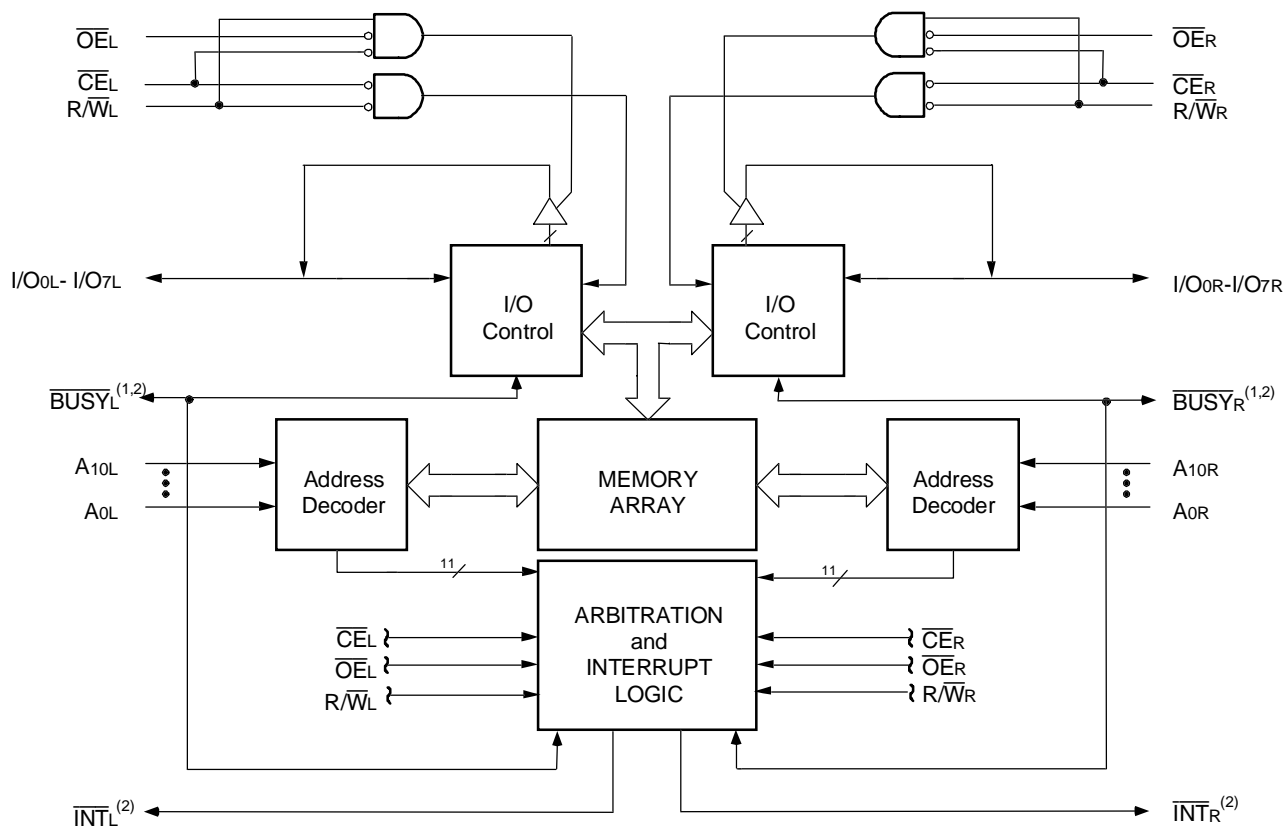 OEL
CEL
R/WL
OER
CER
R/WR
I/O0L- I/O7L
I/O
Control
I/O
Control
I/O0R-I/O7R
BUSYL(1,2)
BUSYR(1,2)
A10L
A0L
Address
Decoder
MEMORY
ARRAY
Address
Decoder
A10R
A0R
11
11
ARBITRATION
and
INTERRUPT
LOGIC
CEL
OEL
R/WL
CER
OER
R/WR
INTL(2)
INTR(2)